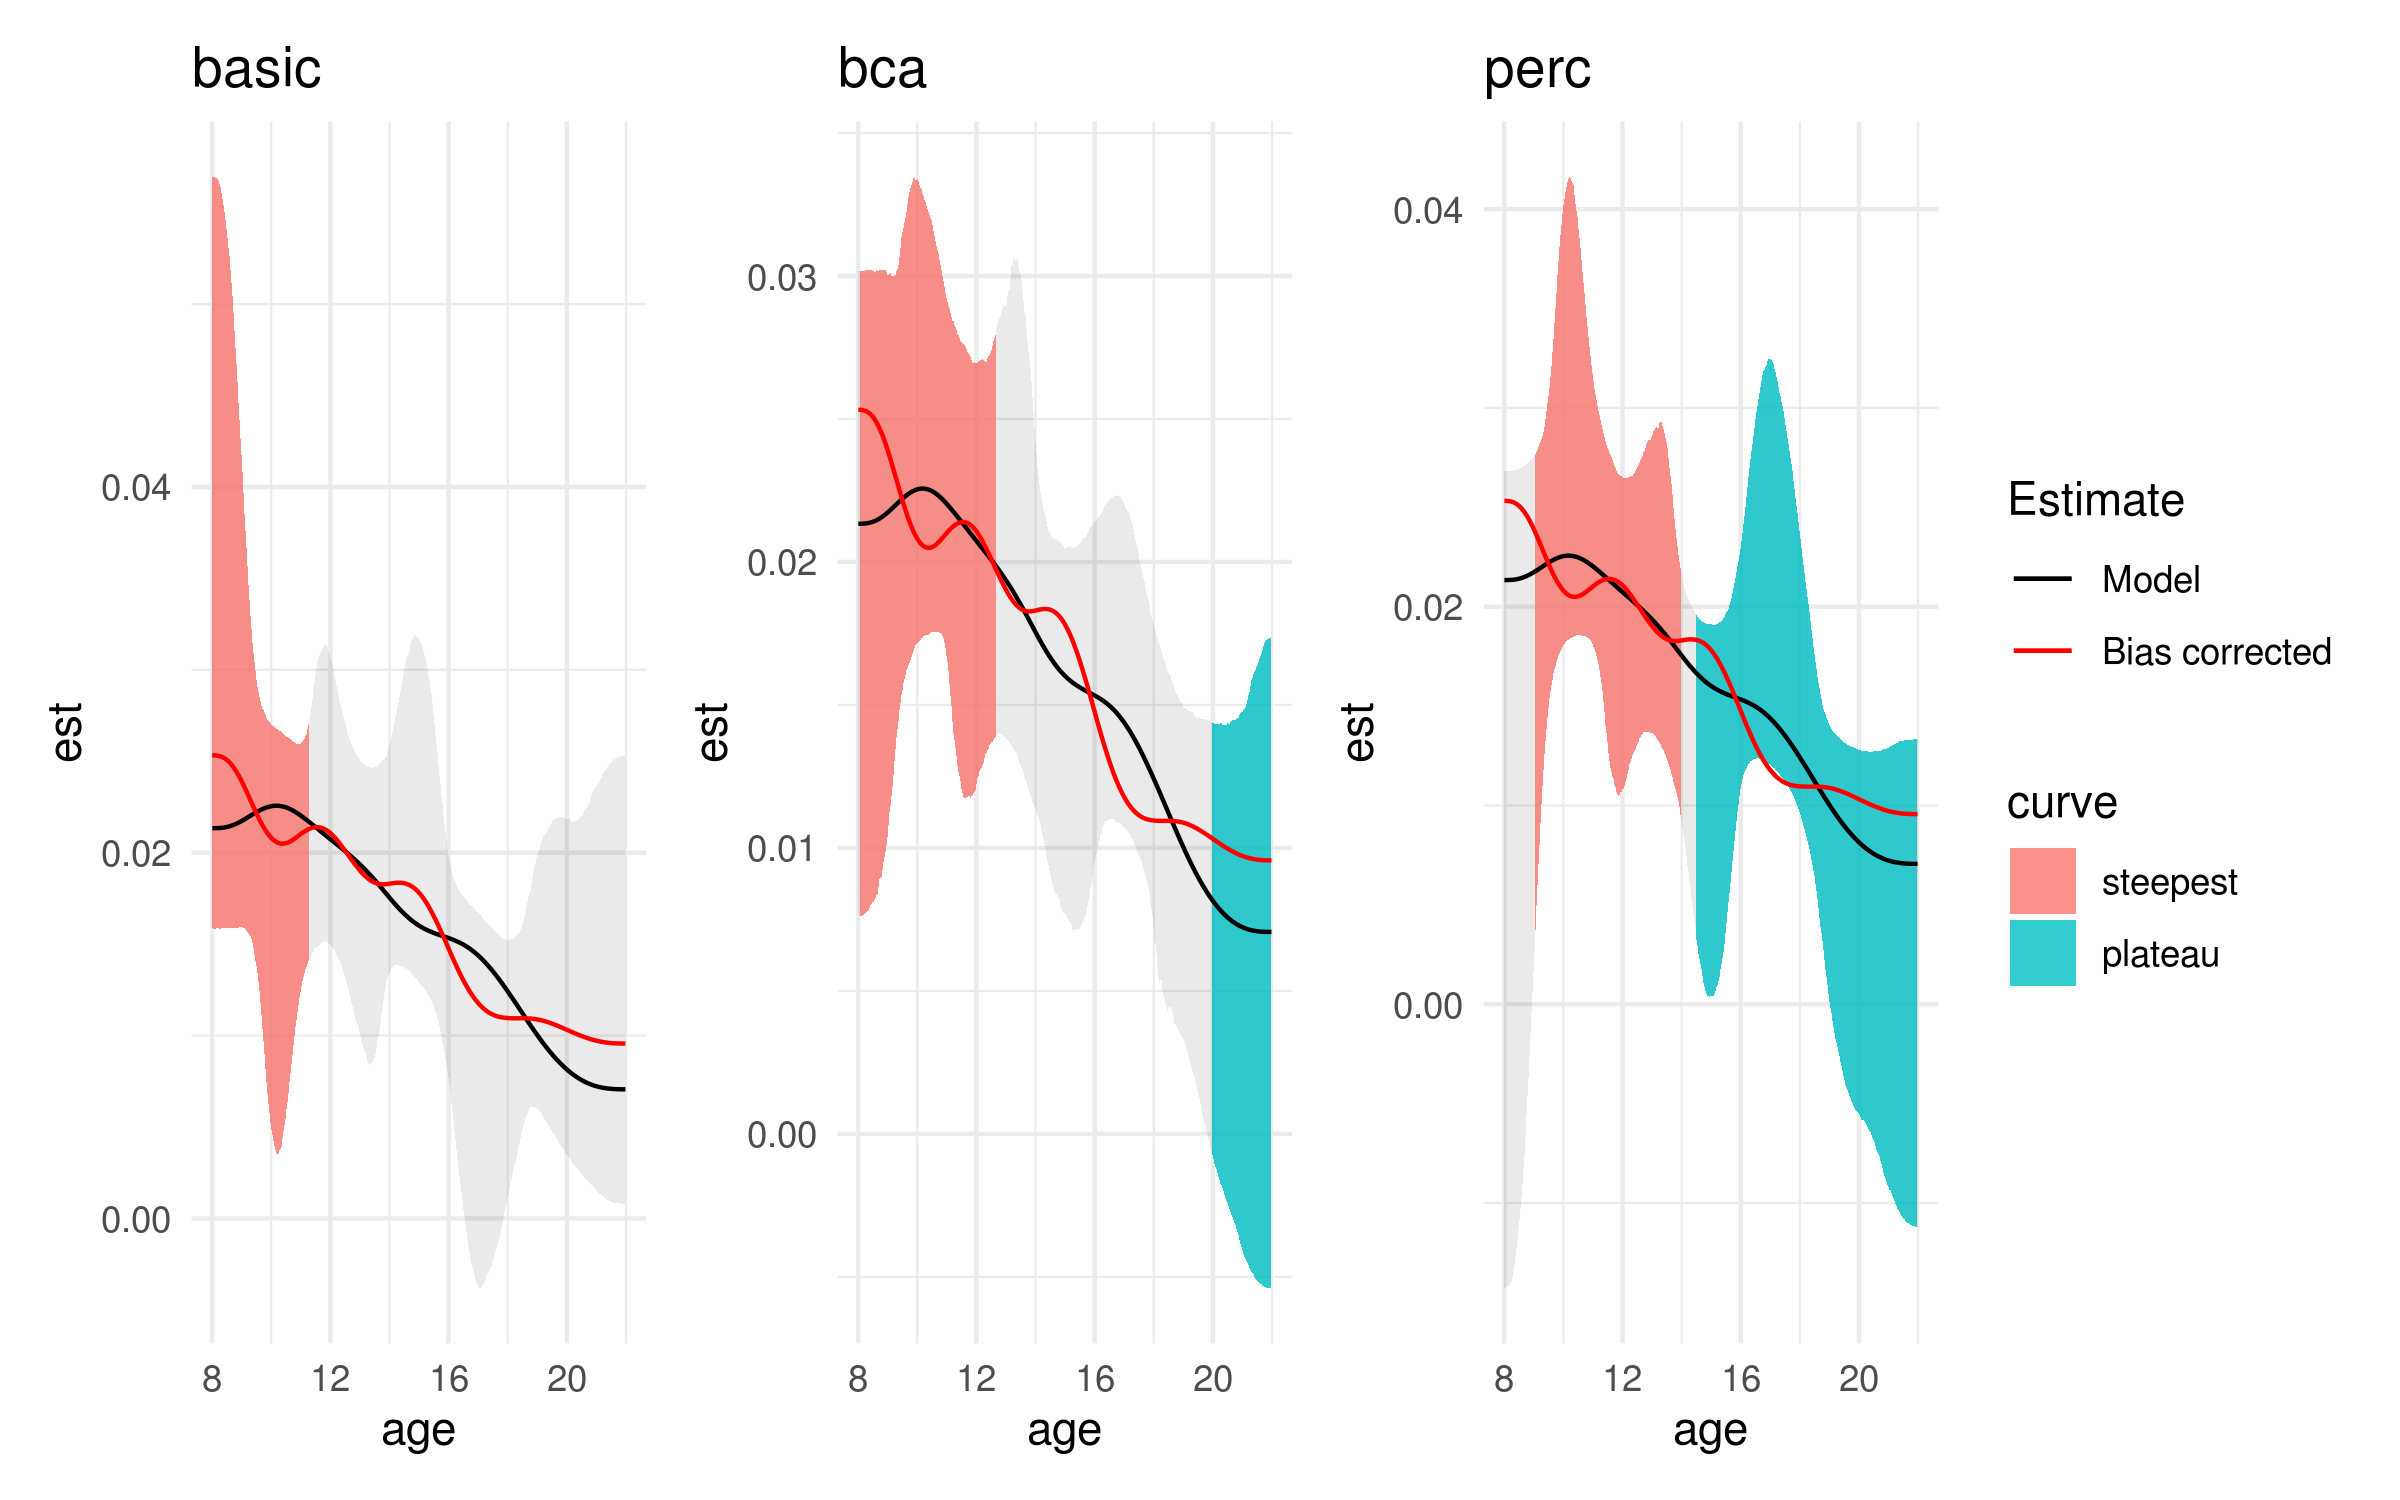 basic
bca
perc
0.04
0.02
0.00
est
8 12 16 20
age
0.03
0.02
0.01
0.00
est
8 12 16 20
age
0.04
0.02
0.00
est
8 12 16 20
age
Estimate
Model
Bias corrected
curve
steepest
plateau